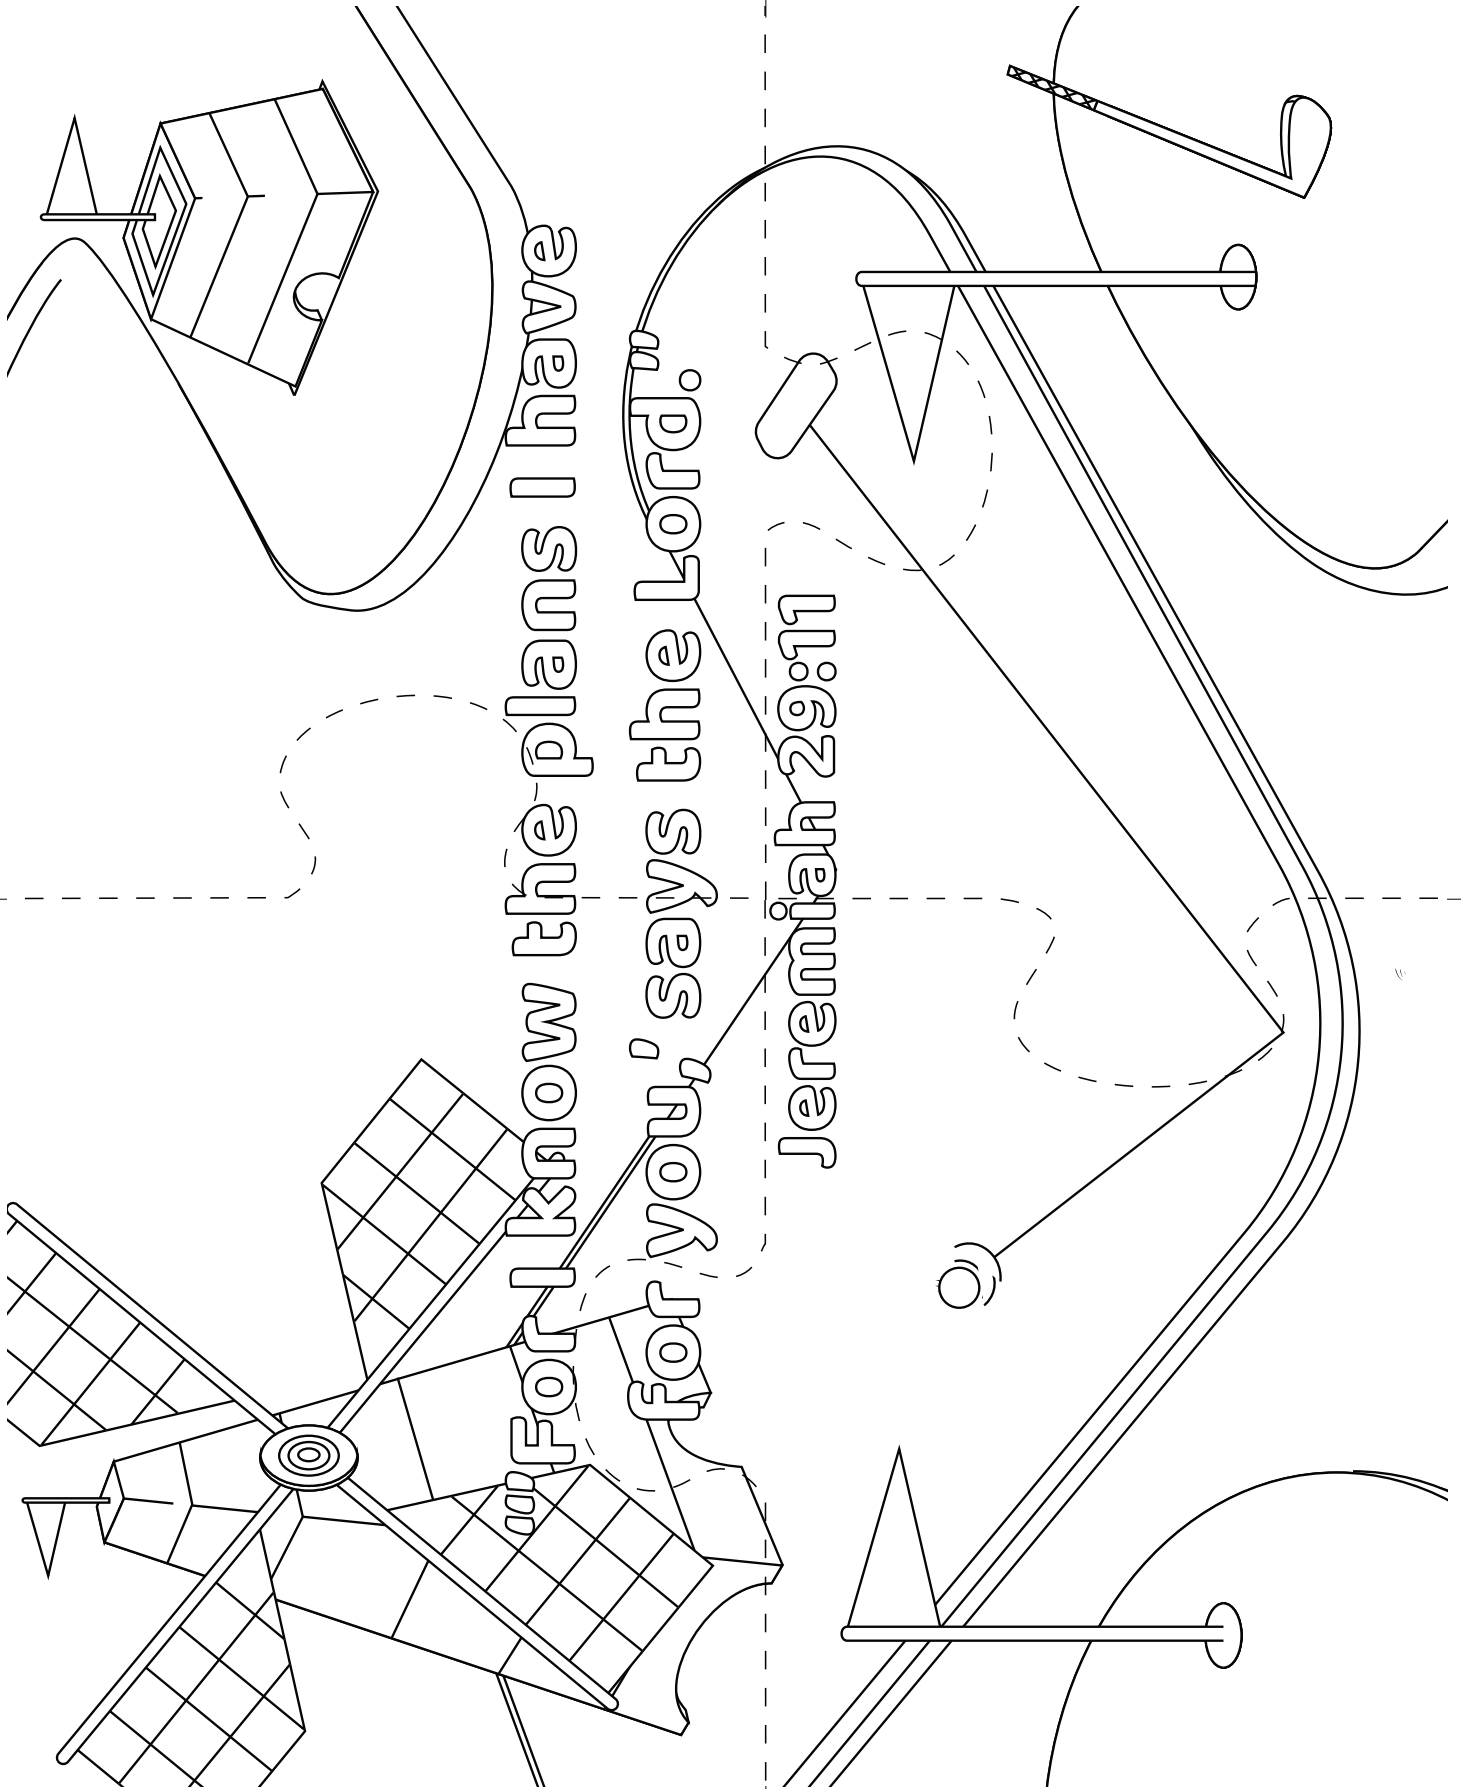 “For I know the plans I have
for you,’ says the Lord.”
Jeremiah 29:11